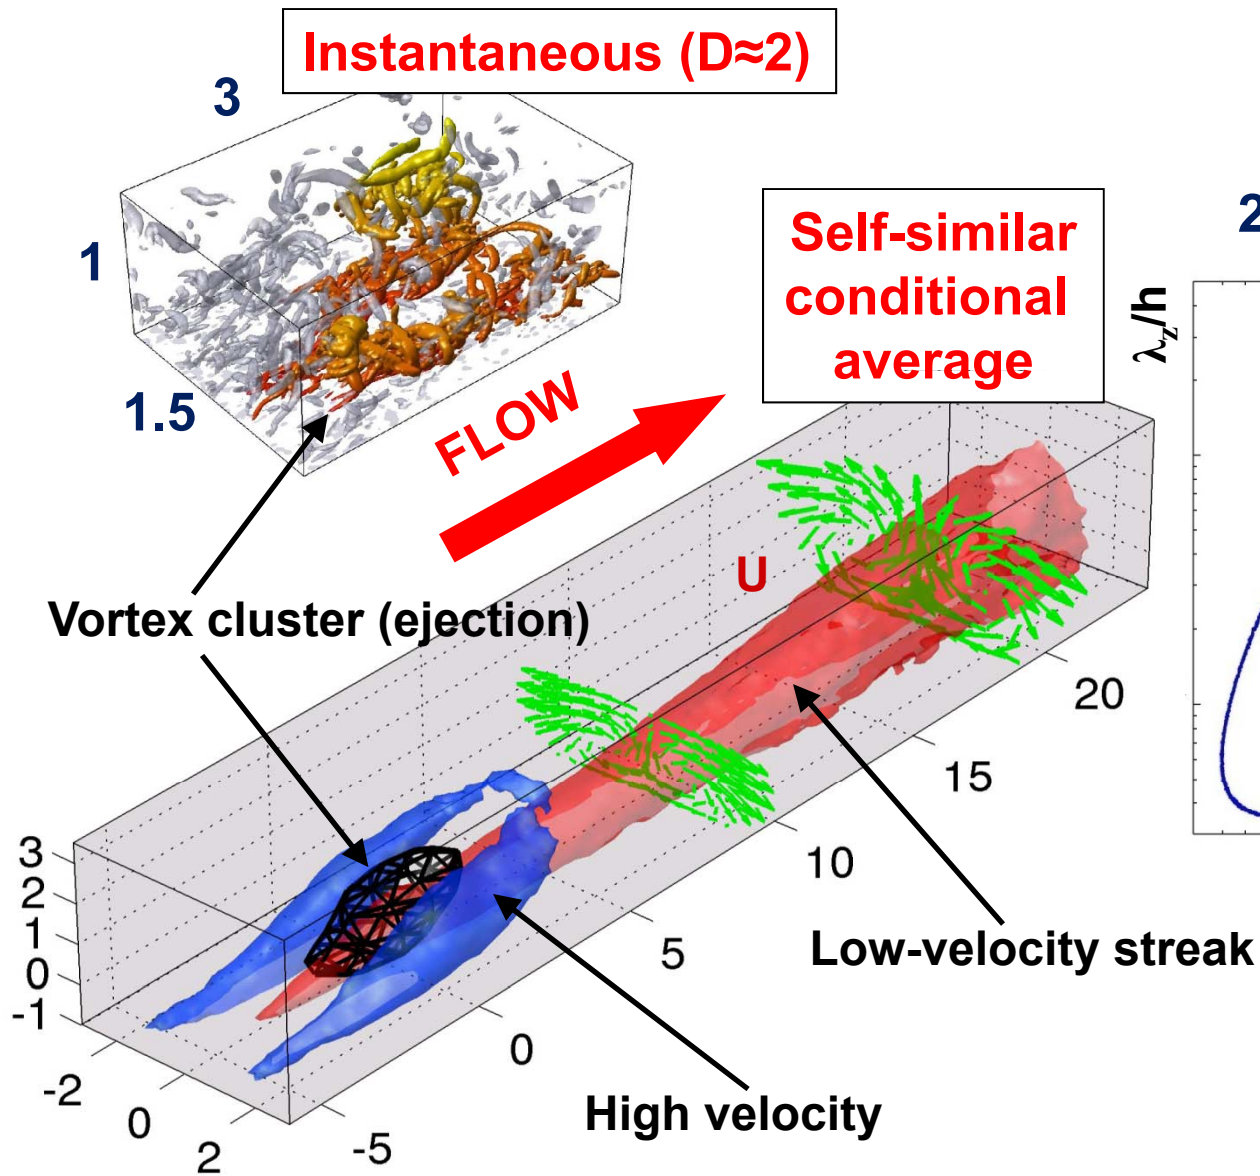 Instantaneous (D≈2)
3
1
1.5
Self-similar
conditional
average
2
λz/h
FLOW
U
Vortex cluster (ejection)
20
15
10
5
0
-5
3
2
1
0
-1
-2
0
2
Low-velocity streak
High velocity